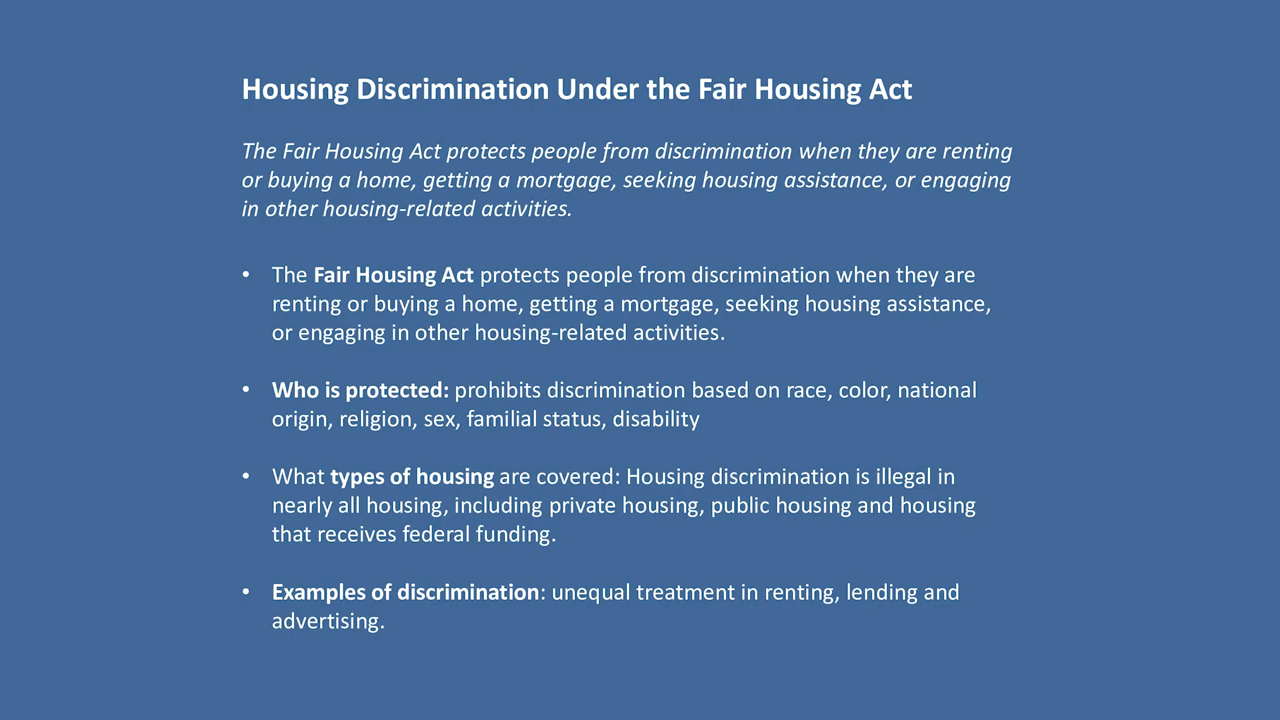 Housing Discrimination Under the Fair Housing Act
The Fair Housing Act protects people from discrimination when they are renting
or buying a home, getting a mortgage, seeking housing assistance, or engaging
in other housing-related activities.
• The Fair Housing Act protects people from discrimination when they are
renting or buying a home, getting a mortgage, seeking housing assistance,
or engaging in other housing-related activities.
• Who is protected: prohibits discrimination based on race, color, national
origin, religion, sex, familial status, disability
• What types of housing are covered: Housing discrimination is illegal in
nearly all housing, including private housing, public housing and housing
that receives federal funding.
• Examples of discrimination: unequal treatment in renting, lending and
advertising.